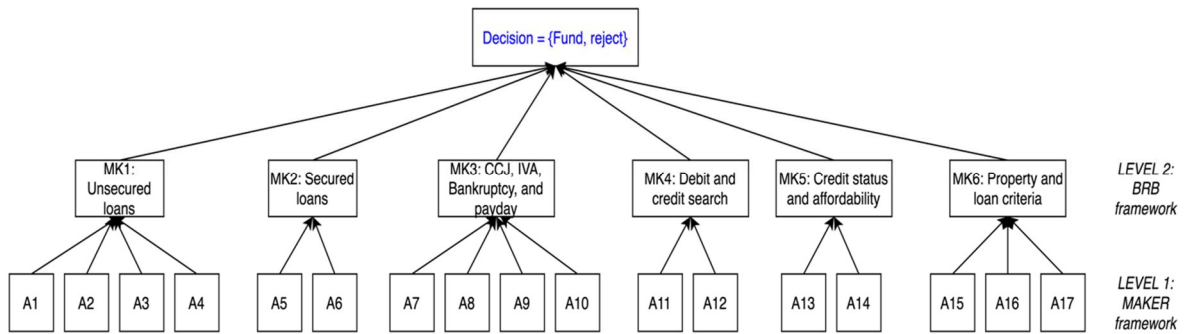 Decision = {Fund, reject}
MK1:
Unsecured
loans
MK2: Secured
loans
MK3: CCJ, IVA,
Bankruptcy, and
payday
MK4: Debit and
credit search
MK5: Credit status
and affordability
MK6: Property and
loan criteria
LEVEL 2:
BRB
framework
A1
A2
A3
A4
A5
A6
A7
A8
A9
A10
A11
A12
A13
A14
A15
A16
A17
LEVEL 1:
MAKER
framework